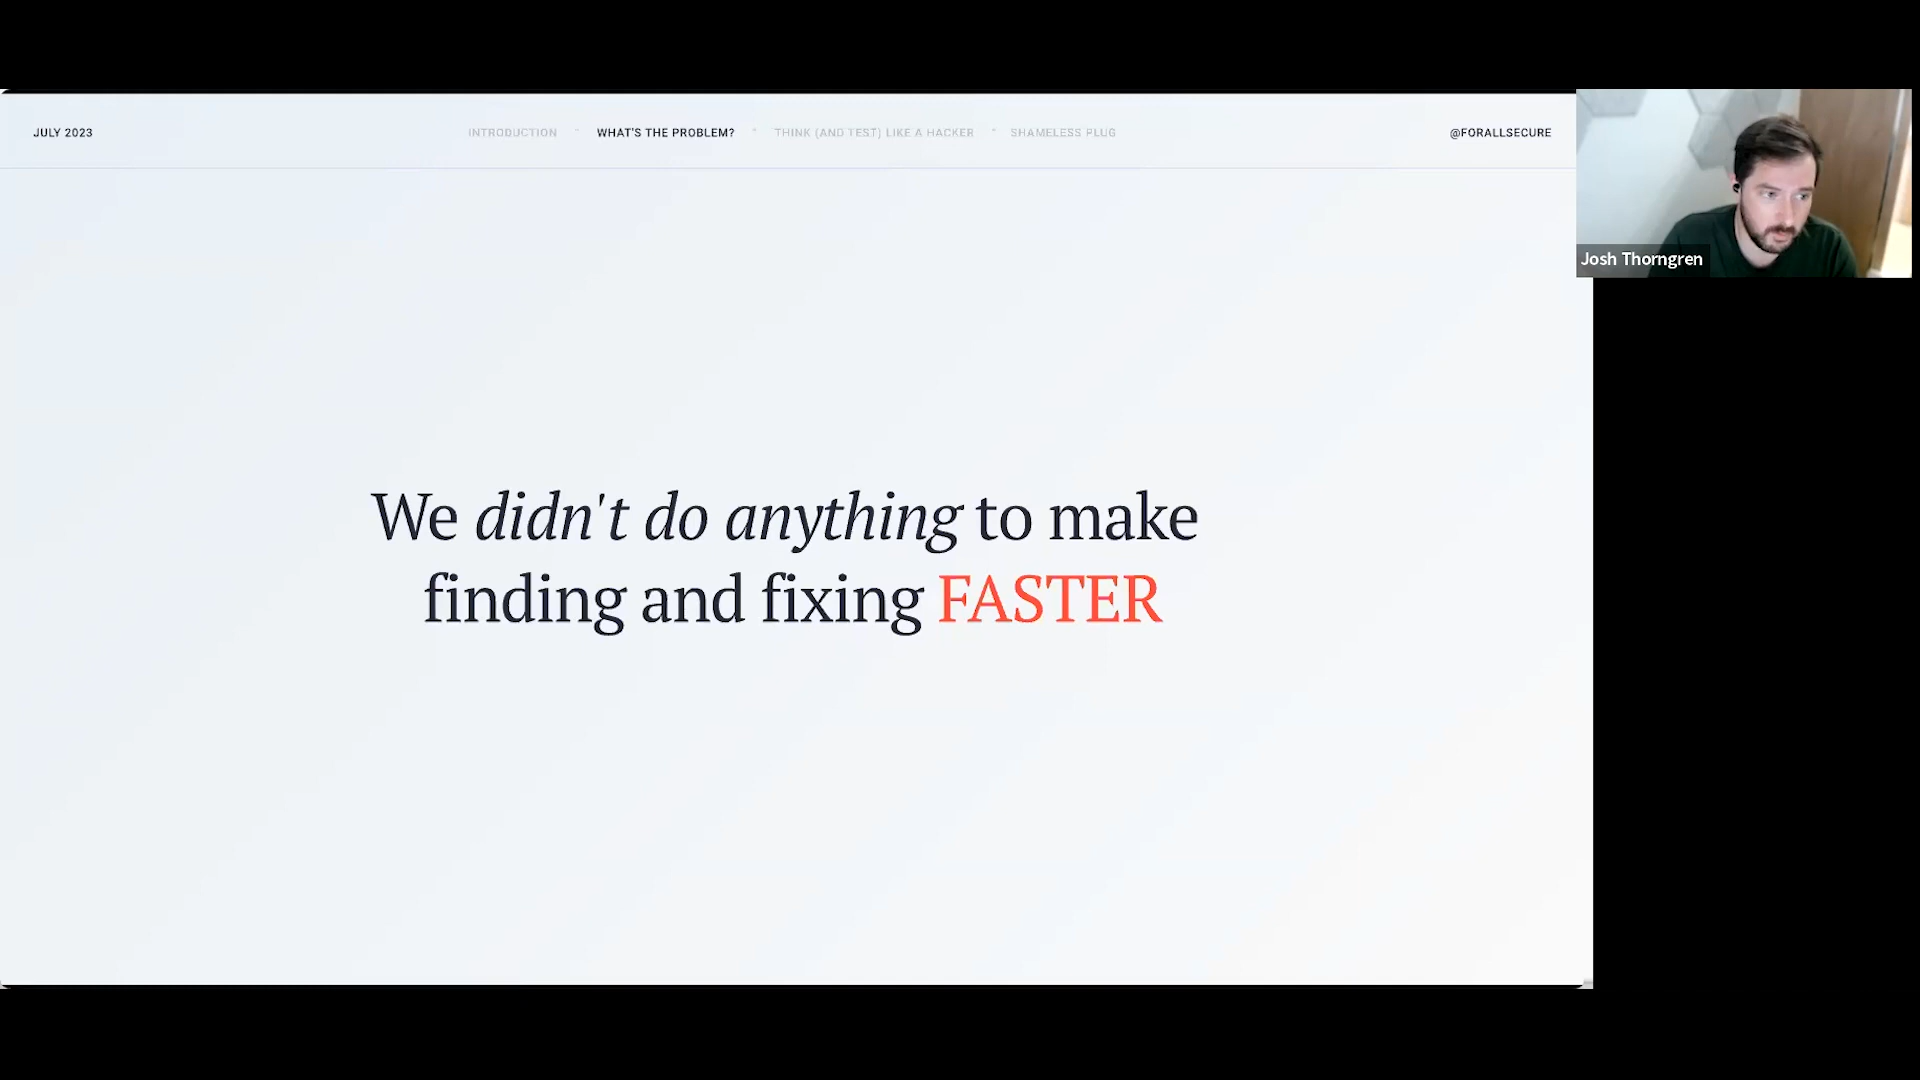 JULY 2023
INTRODUCTION
WHAT'S THE PROBLEM?
THINK (AND TEST) LIKE A HACKER
SHAMELESS PLUG
@FORALLSECURE
Josh Thorngren
We didn't do anything to make
finding and fixing FASTER